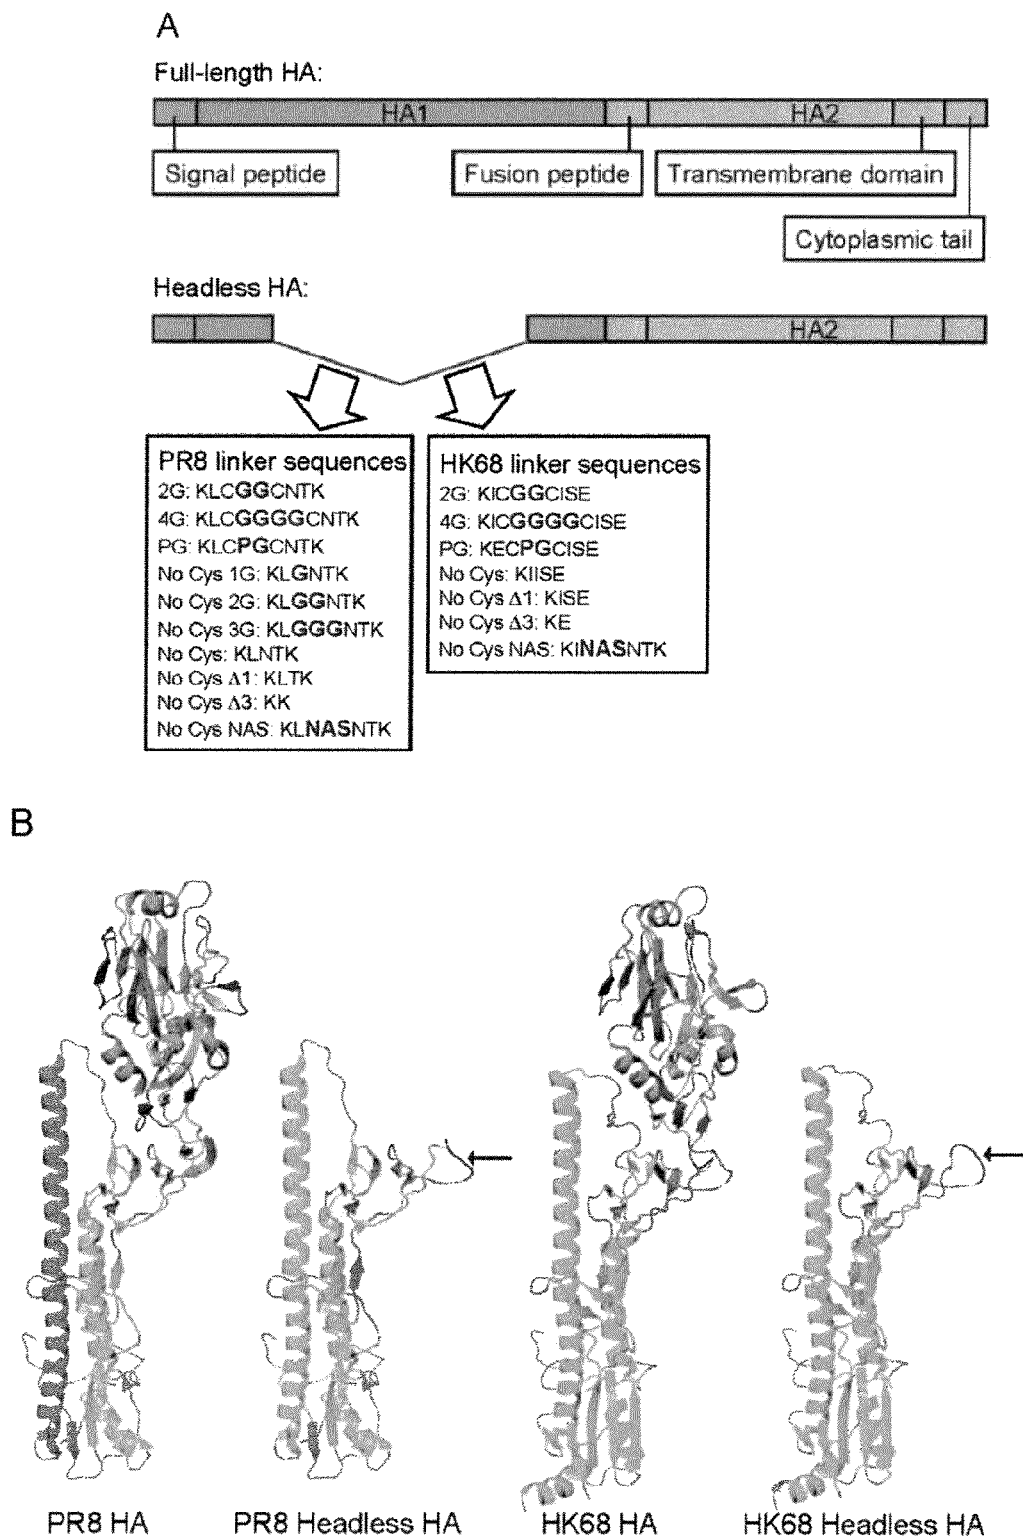 A
Full-length HA:
HA1
HA2
Signal peptide
Fusion peptide
Transmembrane domain
Cytoplasmic tail
Headless HA:
HA2
PR8 linker sequences
2G: KLCGGCNTK
4G: KLCGGGGCNTK
PG: KLCPGCNTK
No Cys 1G: KLGNTK
No Cys 2G: KLGGNTK
No Cys 3G: KLGGGNTK
No Cys: KLNTK
No Cys Δ1: KLTK
No Cys Δ3: KK
No Cys NAS: KLNASNTK
HK68 linker sequences
2G: KICGGCISE
4G: KICGGGGCISE
PG: KECPGCISE
No Cys: KIISE
No Cys Δ1: KISE
No Cys Δ3: KE
No Cys NAS: KINASNTK
B
PR8 HA
PR8 Headless HA
HK68 HA
HK68 Headless HA